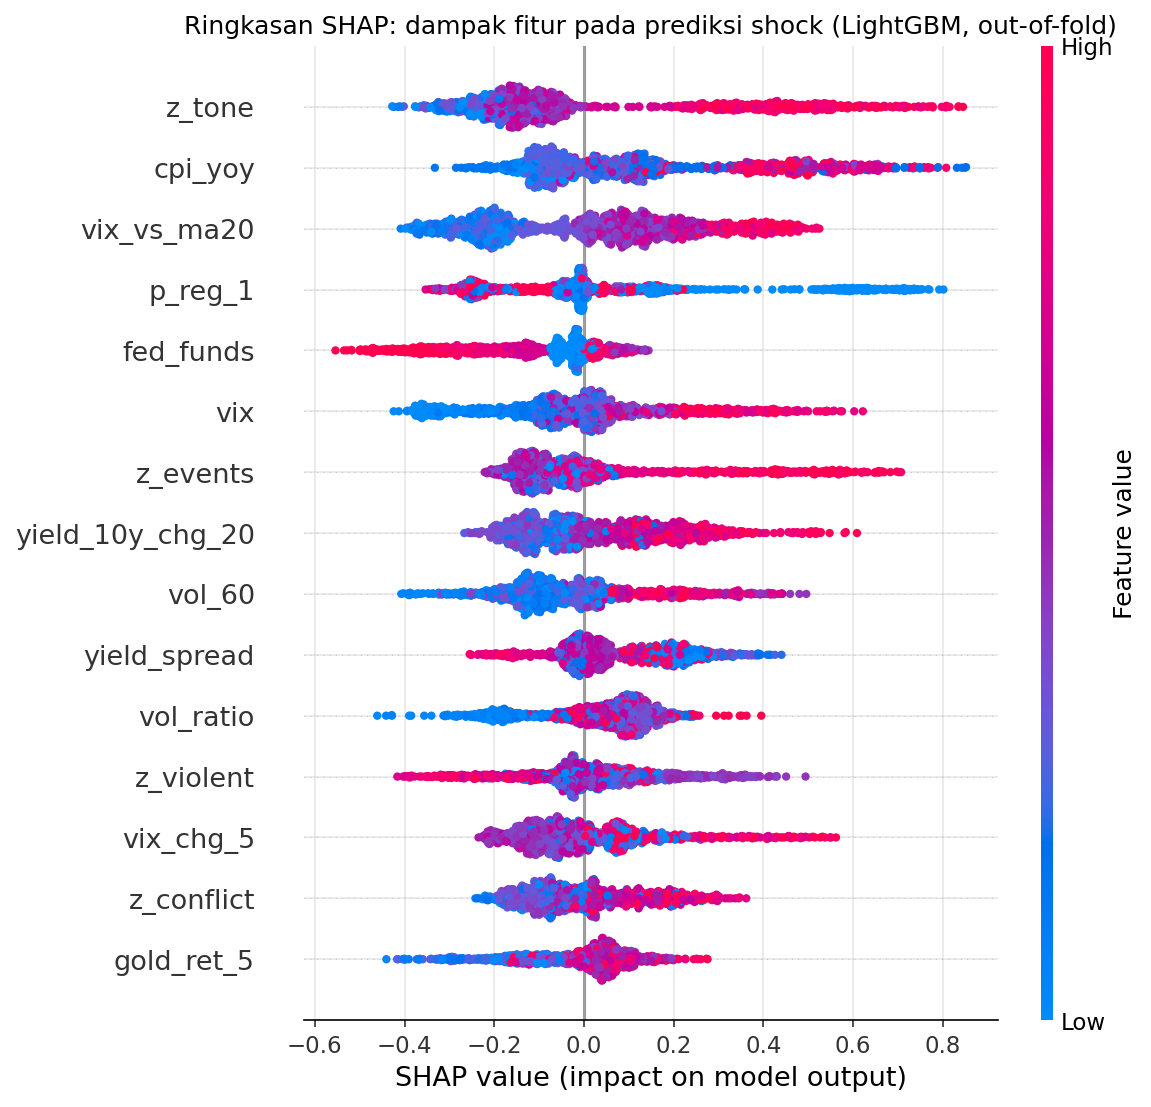 Ringkasan SHAP: dampak fitur pada prediksi shock (LightGBM, out-of-fold)
High
z_tone
cpi_yoy
vix_vs_ma20
p_reg_1
fed_funds
vix
z_events
yield_10y_chg_20
vol_60
yield_spread
vol_ratio
z_violent
vix_chg_5
z_conflict
gold_ret_5
Feature value
Low
−0.6 −0.4 −0.2 0.0 0.2 0.4 0.6 0.8
SHAP value (impact on model output)